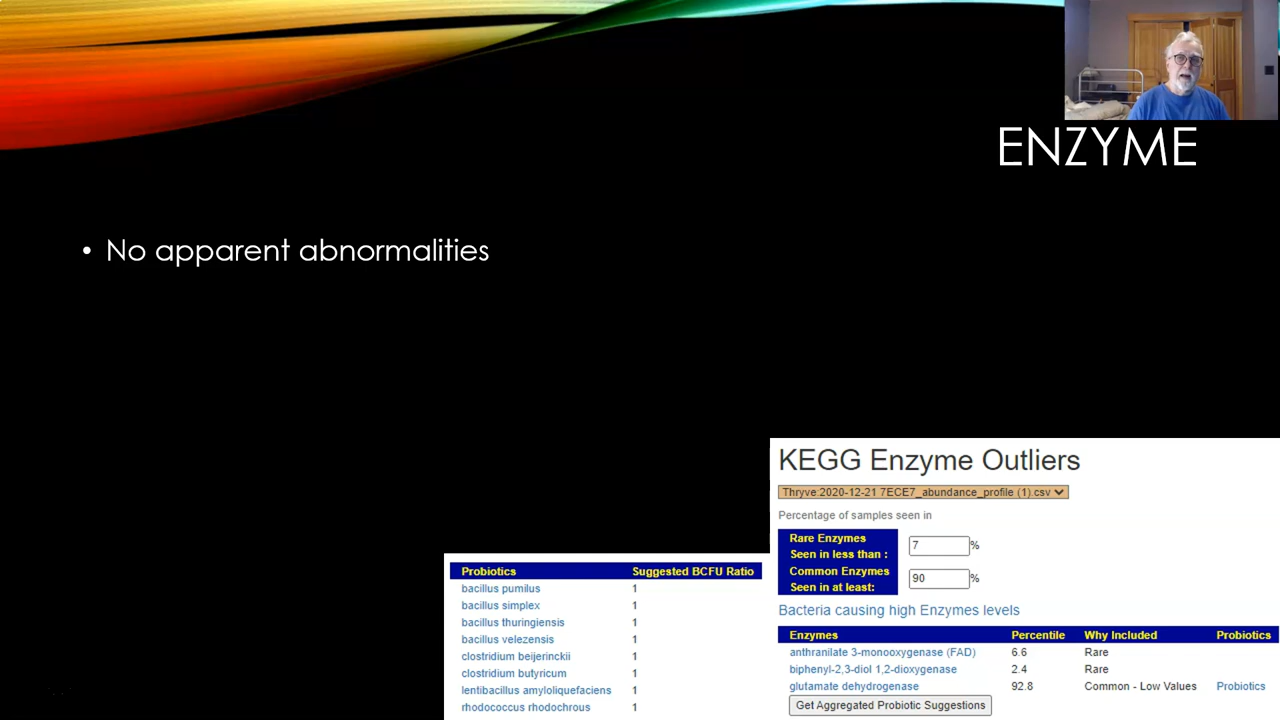 ENZYME
• No apparent abnormalities
KEGG Enzyme Outliers
Thryve:2020-12-21 7ECE7_abundance_profile (1).csv
Percentage of samples seen in
Rare Enzymes
Seen in less than :
7 %
Common Enzymes
Seen in at least:
90 %
Bacteria causing high Enzymes levels
Enzymes Percentile Why Included Probiotics
anthranilate 3-monooxygenase (FAD) 6.6 Rare
biphenyl-2,3-diol 1,2-dioxygenase 2.4 Rare
glutamate dehydrogenase 92.8 Common - Low Values Probiotics
Get Aggregated Probiotic Suggestions
Probiotics Suggested BCFU Ratio
bacillus pumilus 1
bacillus simplex 1
bacillus thuringiensis 1
bacillus velezensis 1
clostridium beijerinckii 1
clostridium butyricum 1
lentibacillus amyloliquefaciens 1
rhodococcus rhodochrous 1